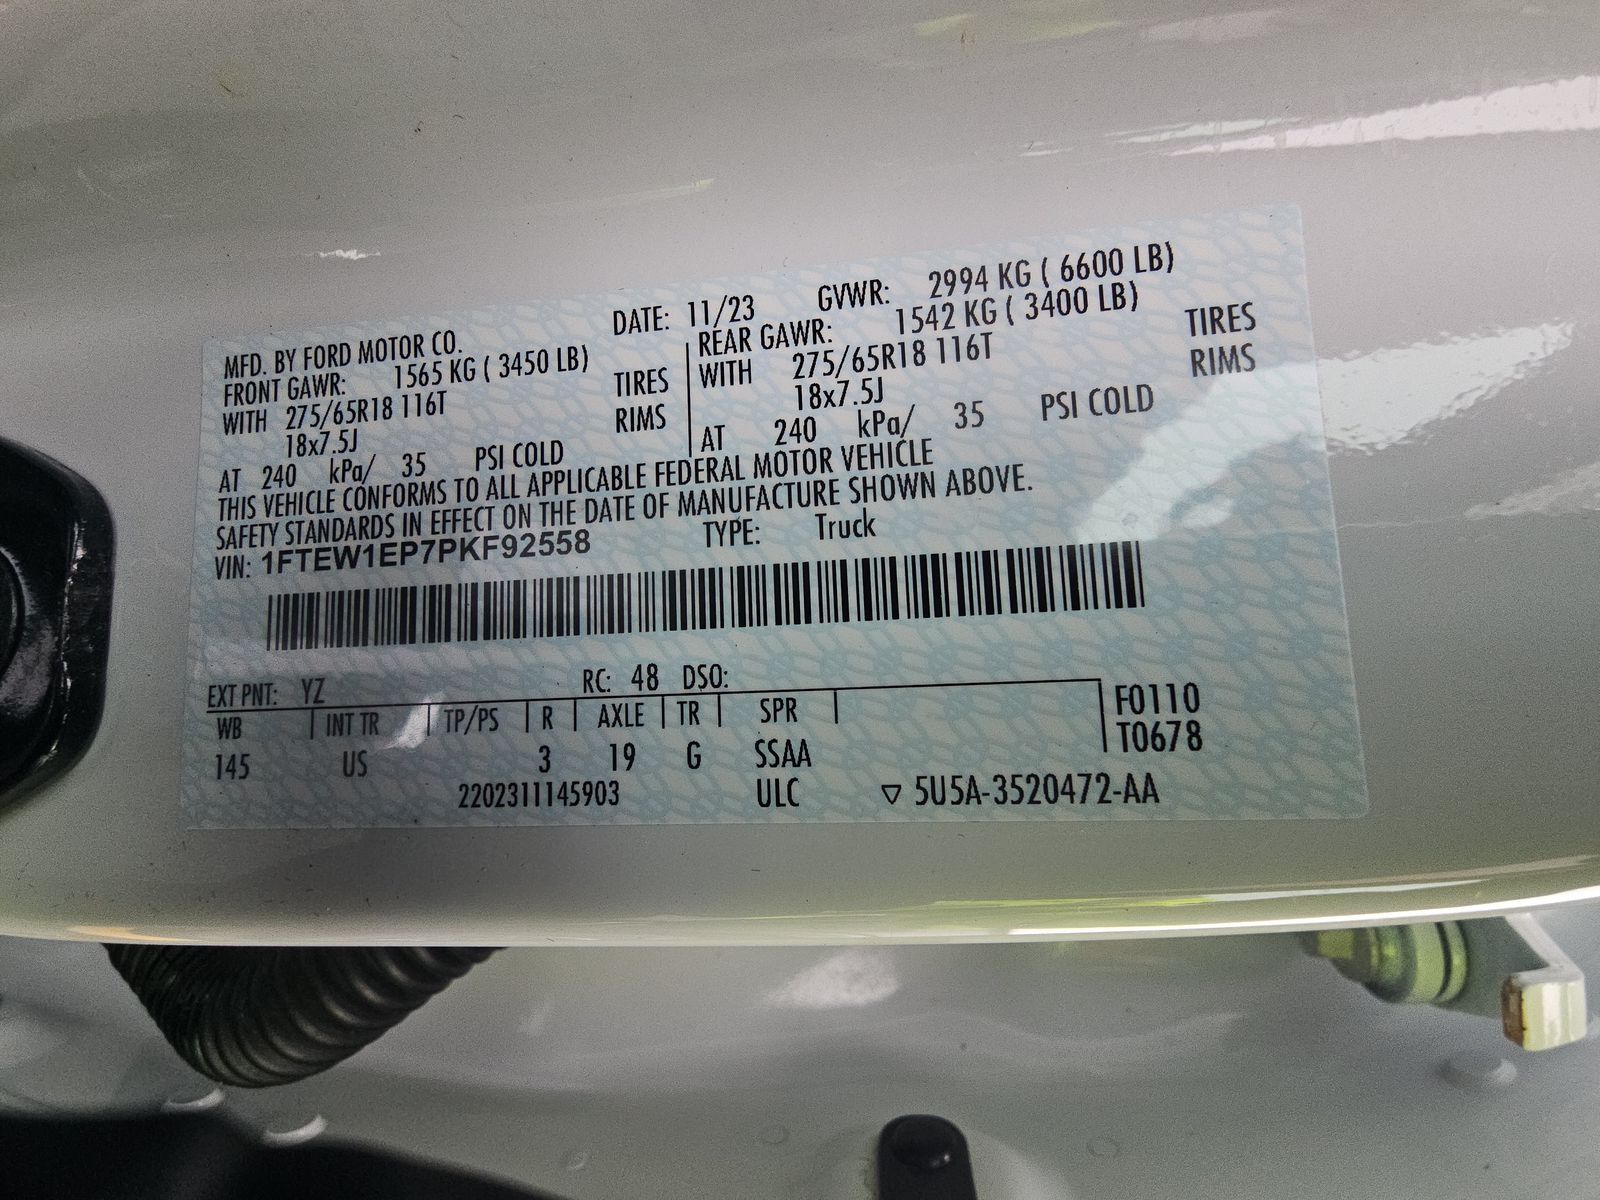 MFD. BY FORD MOTOR CO. DATE: 11/23 GVWR: 2994 KG ( 6600 LB)
FRONT GAWR: 1565 KG ( 3450 LB)
WITH 275/65R18 116T TIRES
18x7.5J RIMS
AT 240 kPa/ 35 PSI COLD
REAR GAWR: 1542 KG ( 3400 LB)
WITH 275/65R18 116T TIRES
18x7.5J RIMS
AT 240 kPa/ 35 PSI COLD
THIS VEHICLE CONFORMS TO ALL APPLICABLE FEDERAL MOTOR VEHICLE
SAFETY STANDARDS IN EFFECT ON THE DATE OF MANUFACTURE SHOWN ABOVE.
VIN: 1FTEW1EP7PKF92558 TYPE: Truck
EXT PNT: YZ RC: 48 DSO:
WB INT TR TP/PS R AXLE TR SPR F0110
T0678
145 US 3 19 G SSAA
2202311145903 ULC ▽ 5U5A-3520472-AA